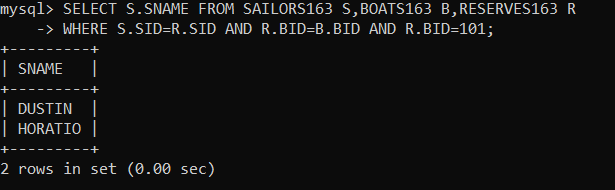 mysql> SELECT S.SNAME FROM SAILORS163 S,BOATS163 B,RESERVES163 R
    -> WHERE S.SID=R.SID AND R.BID=B.BID AND R.BID=101;
+---------+
| SNAME   |
+---------+
| DUSTIN  |
| HORATIO |
+---------+
2 rows in set (0.00 sec)